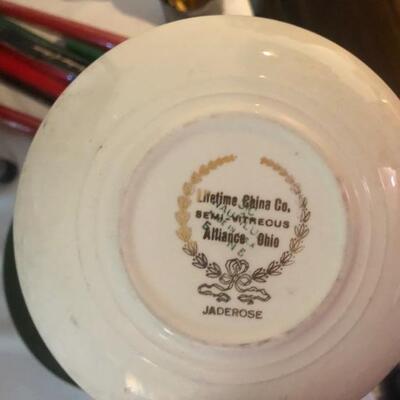 Lifetime China Co.
SEMI-VITREOUS
Alliance, Ohio
JADEROSE